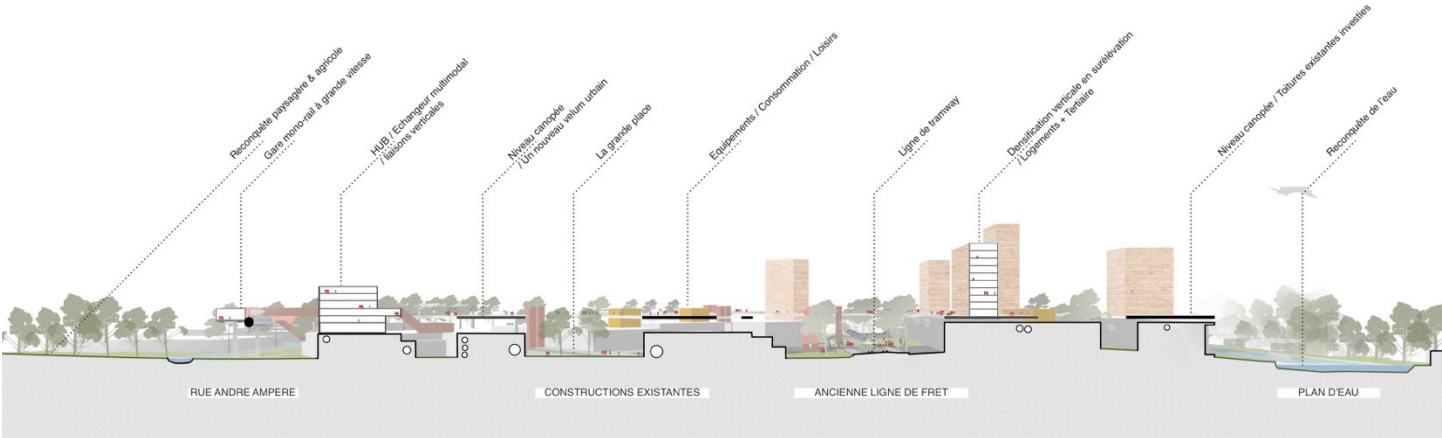 Reconquête paysagère & agricole
Gare mono-rail à grande vitesse
HUB / Echangeur multimodal
/ liaisons verticales
Niveau canopée
/ Un nouveau velum urbain
La grande place
Equipements / Consommation / Loisirs
Ligne de tramway
Densification verticale en surélévation
/ Logements + Tertiaire
Niveau canopée / Toitures existantes investies
Reconquête de l'eau
RUE ANDRE AMPERE
CONSTRUCTIONS EXISTANTES
ANCIENNE LIGNE DE FRET
PLAN D'EAU